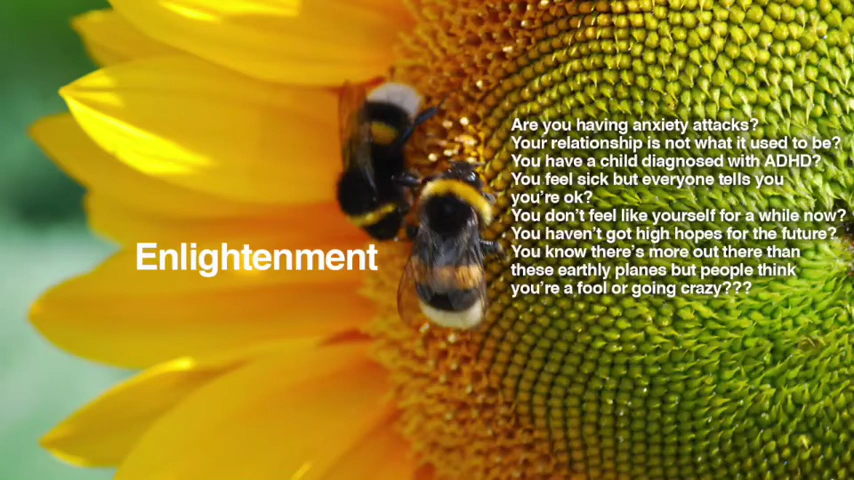 Enlightenment
Are you having anxiety attacks?
Your relationship is not what it used to be?
You have a child diagnosed with ADHD?
You feel sick but everyone tells you
you're ok?
You don't feel like yourself for a while now?
You haven't got high hopes for the future?
You know there's more out there than
these earthly planes but people think
you're a fool or going crazy???